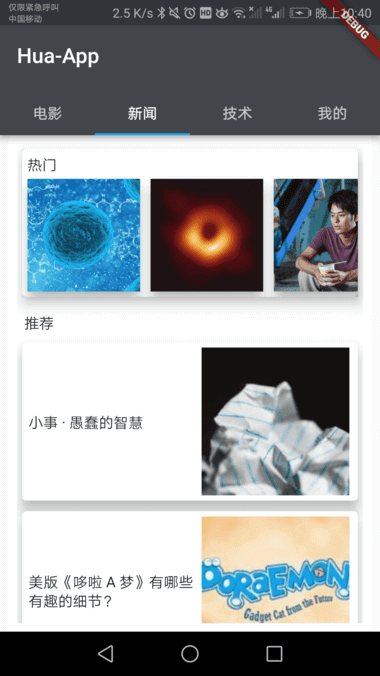 仅限紧急呼叫
中国移动
2.5 K/s HD 4G 晚上10:40
DEBUG
Hua-App
电影 新闻 技术 我的
热门
推荐
小事 · 愚蠢的智慧
美版《哆啦 A 梦》有哪些
有趣的细节？
DORAEMON
Gadget Cat from the Future